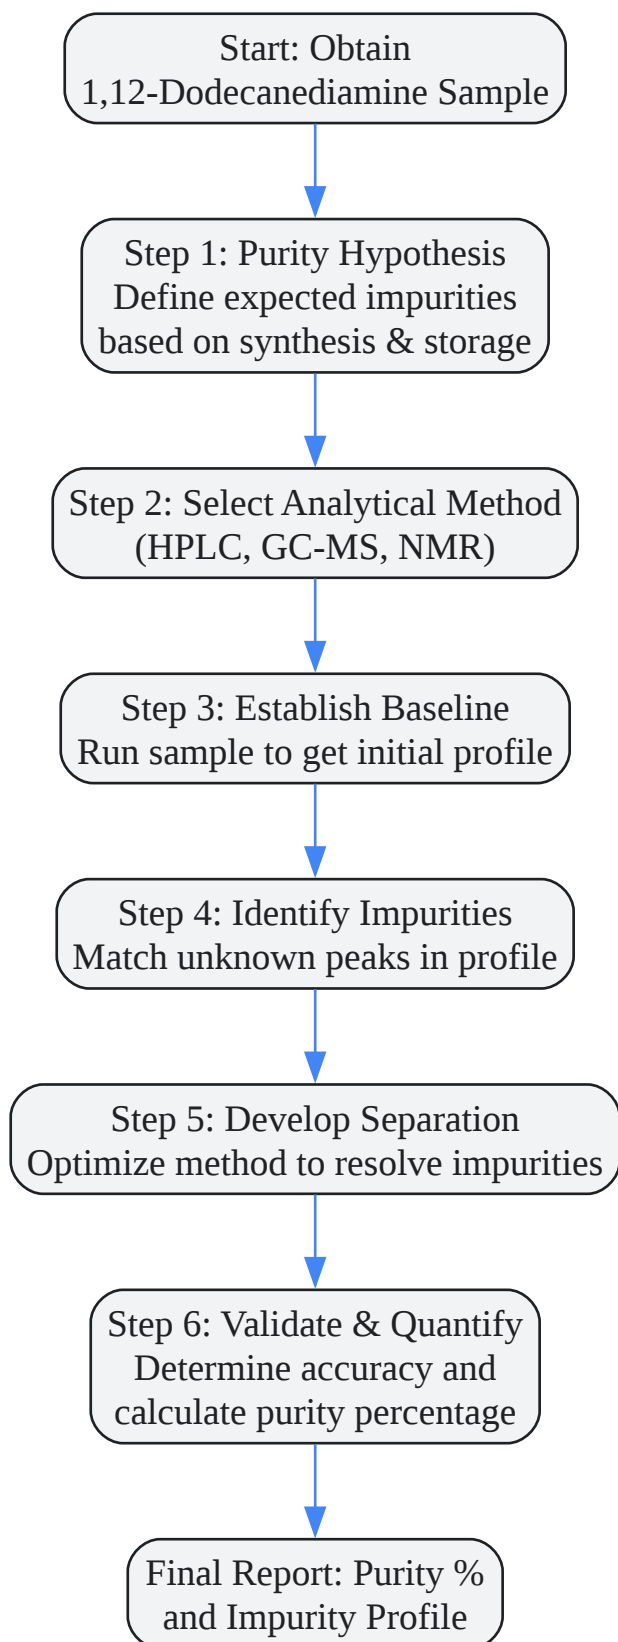 Start: Obtain
1,12-Dodecanediamine Sample
Step 1: Purity Hypothesis
Define expected impurities
based on synthesis & storage
Step 2: Select Analytical Method
(HPLC, GC-MS, NMR)
Step 3: Establish Baseline
Run sample to get initial profile
Step 4: Identify Impurities
Match unknown peaks in profile
Step 5: Develop Separation
Optimize method to resolve impurities
Step 6: Validate & Quantify
Determine accuracy and
calculate purity percentage
Final Report: Purity %
and Impurity Profile